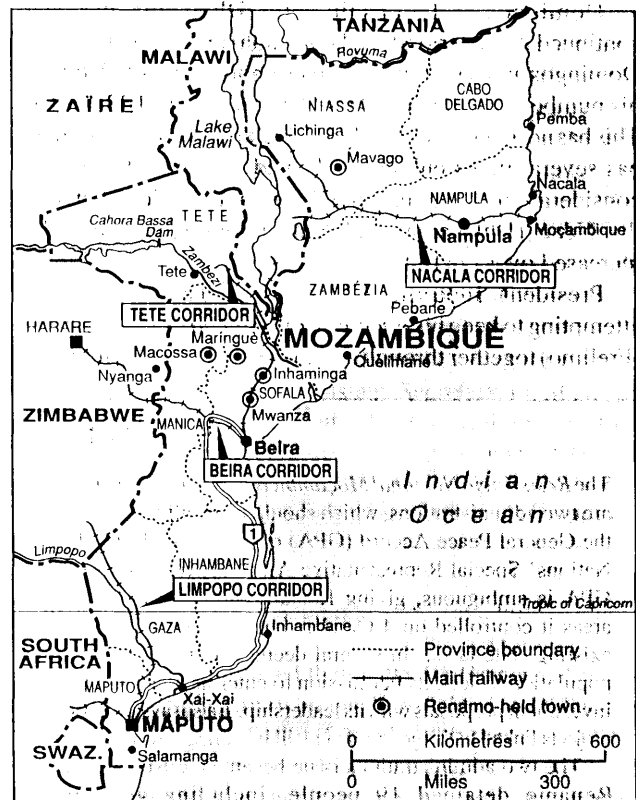 TANZANIA
MALAWI
Rovuma
ZAÏRE
NIASSA
CABO
DELGADO
Lake
Malawi
Lichinga
Pemba
Mavago
Nacala
TETE
NAMPULA
Cahora Bassa
Dam
Nampula
Moçambique
Zambezi
Tete
NACALA CORRIDOR
ZAMBÉZIA
Pebane
TETE CORRIDOR
HARARE
Maringuè
MOZAMBIQUE
Macossa
Quelimane
Nyanga
Inhaminga
SOFALA
ZIMBABWE
MANICA
Mwanza
Beira
BEIRA CORRIDOR
Indian
Ocean
1
Limpopo
INHAMBANE
LIMPOPO CORRIDOR
Tropic of Capricorn
GAZA
Inhambane
SOUTH
AFRICA
Province boundary
Main railway
MAPUTO
Xai-Xai
Renamo-held town
MAPUTO
Salamanga
SWAZ.
0 Kilometres 600
0 Miles 300